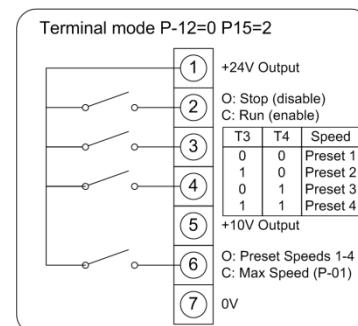 Terminal mode P-12=0 P15=2
1 +24V Output
2 O: Stop (disable)
C: Run (enable)
3
T3 T4 Speed
0 0 Preset 1
1 0 Preset 2
0 1 Preset 3
1 1 Preset 4
4
5 +10V Output
6 O: Preset Speeds 1-4
C: Max Speed (P-01)
7 0V